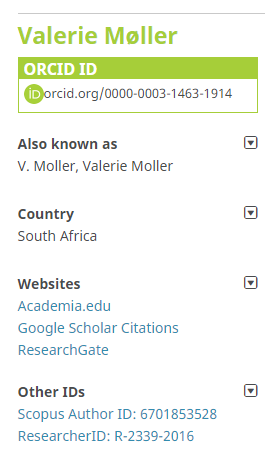 Valerie Møller
ORCID ID
iD orcid.org/0000-0003-1463-1914
Also known as
V. Moller, Valerie Moller
Country
South Africa
Websites
Academia.edu
Google Scholar Citations
ResearchGate
Other IDs
Scopus Author ID: 6701853528
ResearcherID: R-2339-2016